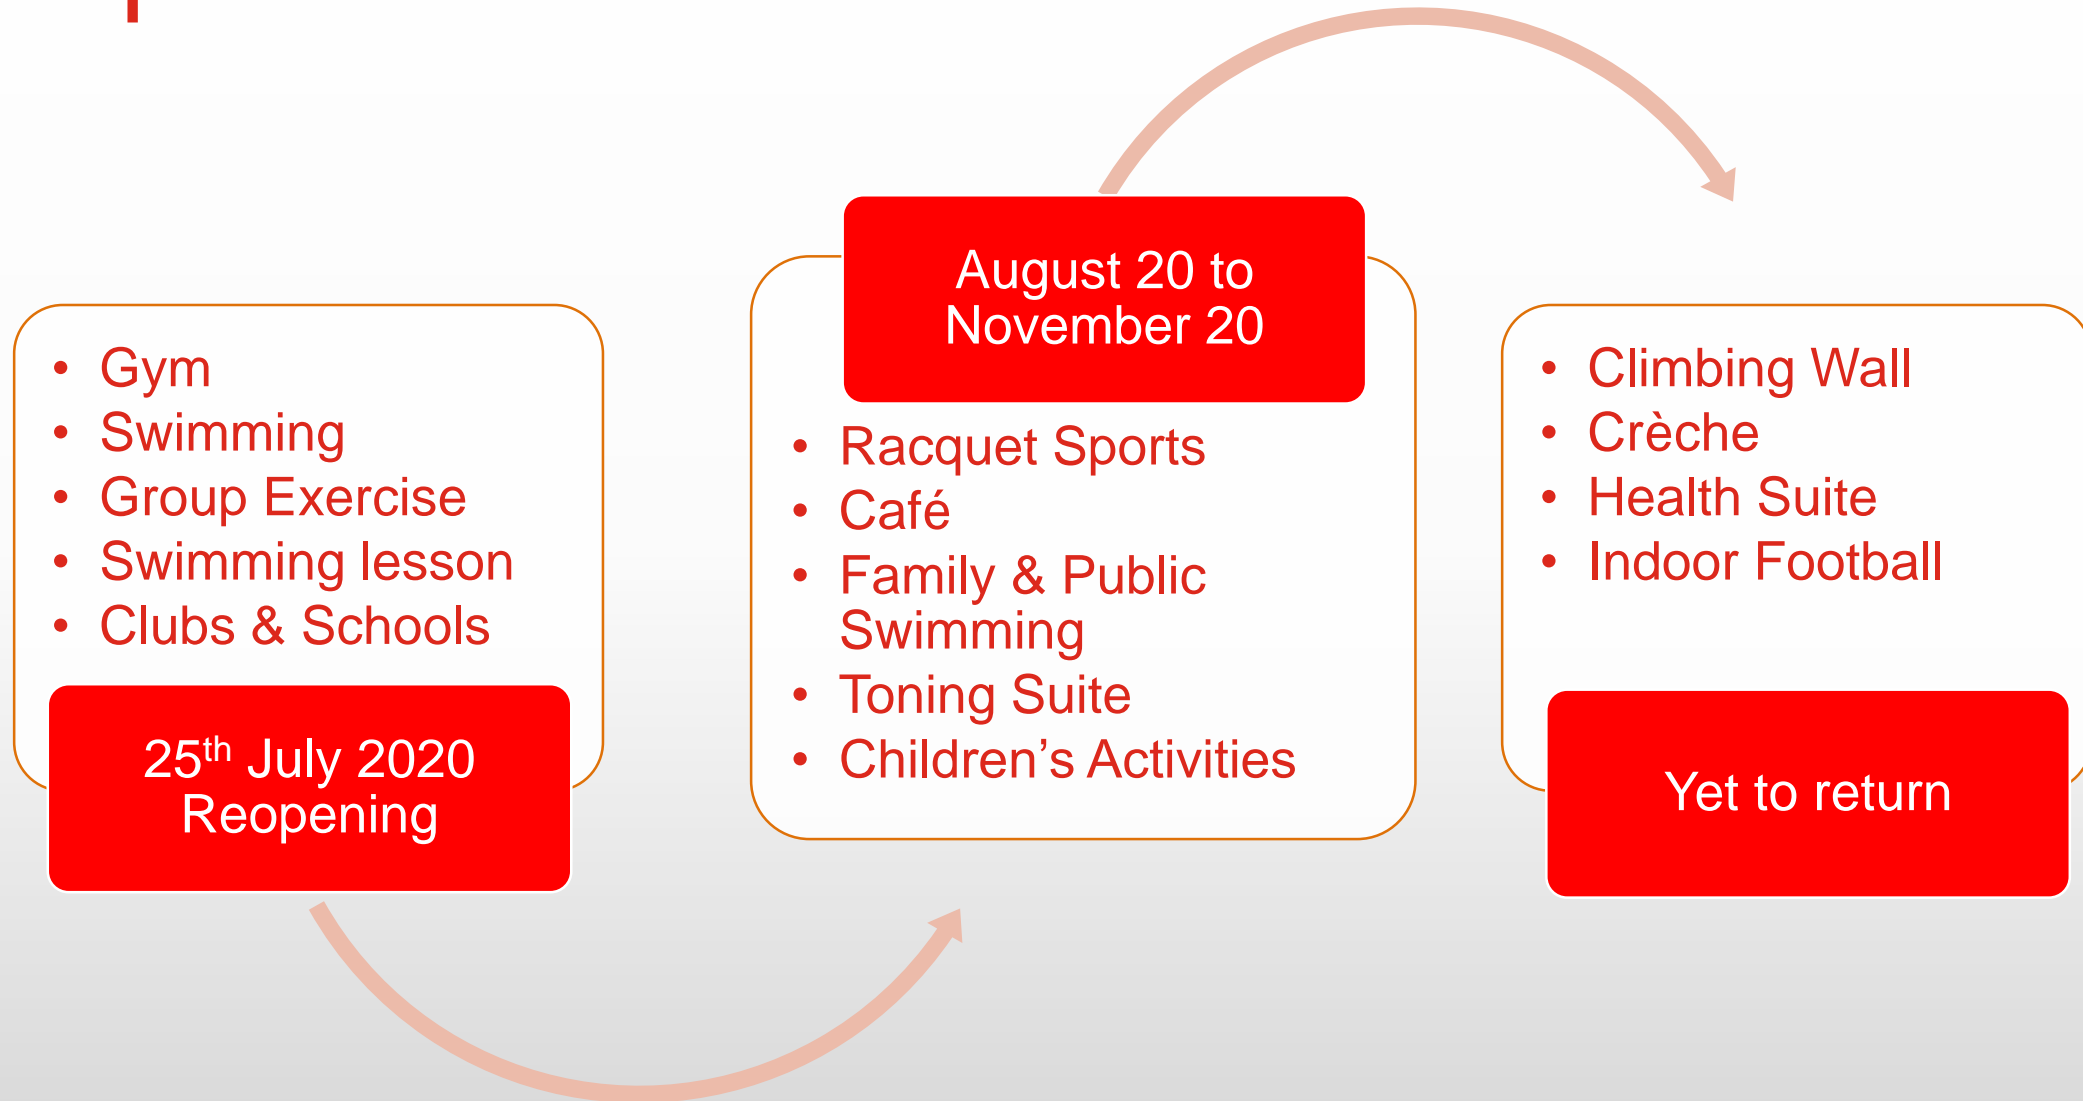 • Gym
• Swimming
• Group Exercise
• Swimming lesson
• Clubs & Schools
25th July 2020
Reopening
August 20 to
November 20
• Racquet Sports
• Café
• Family & Public
Swimming
• Toning Suite
• Children’s Activities
• Climbing Wall
• Crèche
• Health Suite
• Indoor Football
Yet to return